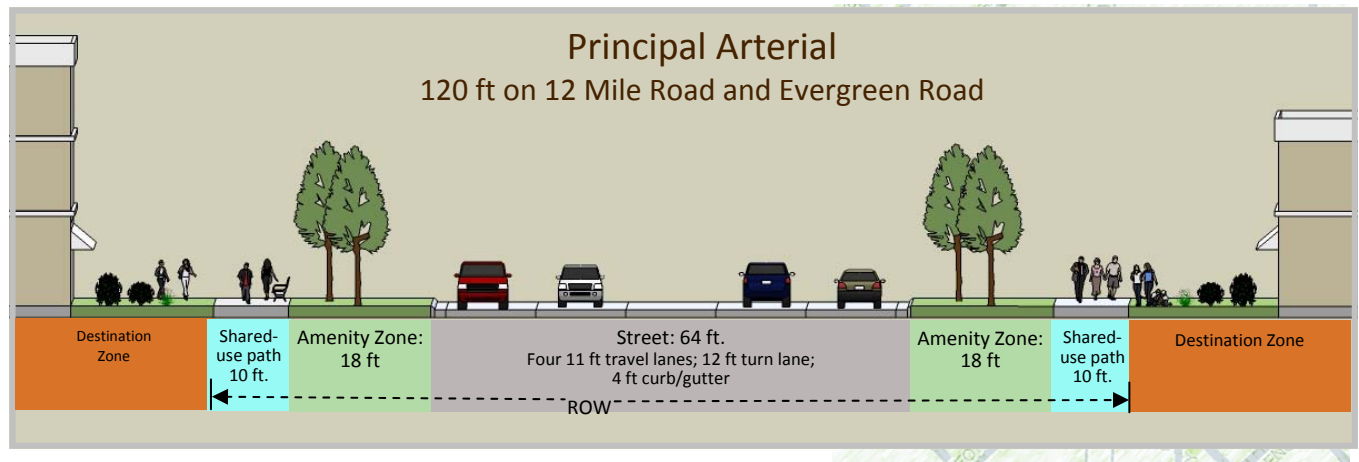 Principal Arterial
120 ft on 12 Mile Road and Evergreen Road
Destination
Zone
Shared-
use path
10 ft.
Amenity Zone:
18 ft
Street: 64 ft.
Four 11 ft travel lanes; 12 ft turn lane;
4 ft curb/gutter
Amenity Zone:
18 ft
Shared-
use path
10 ft.
Destination Zone
ROW